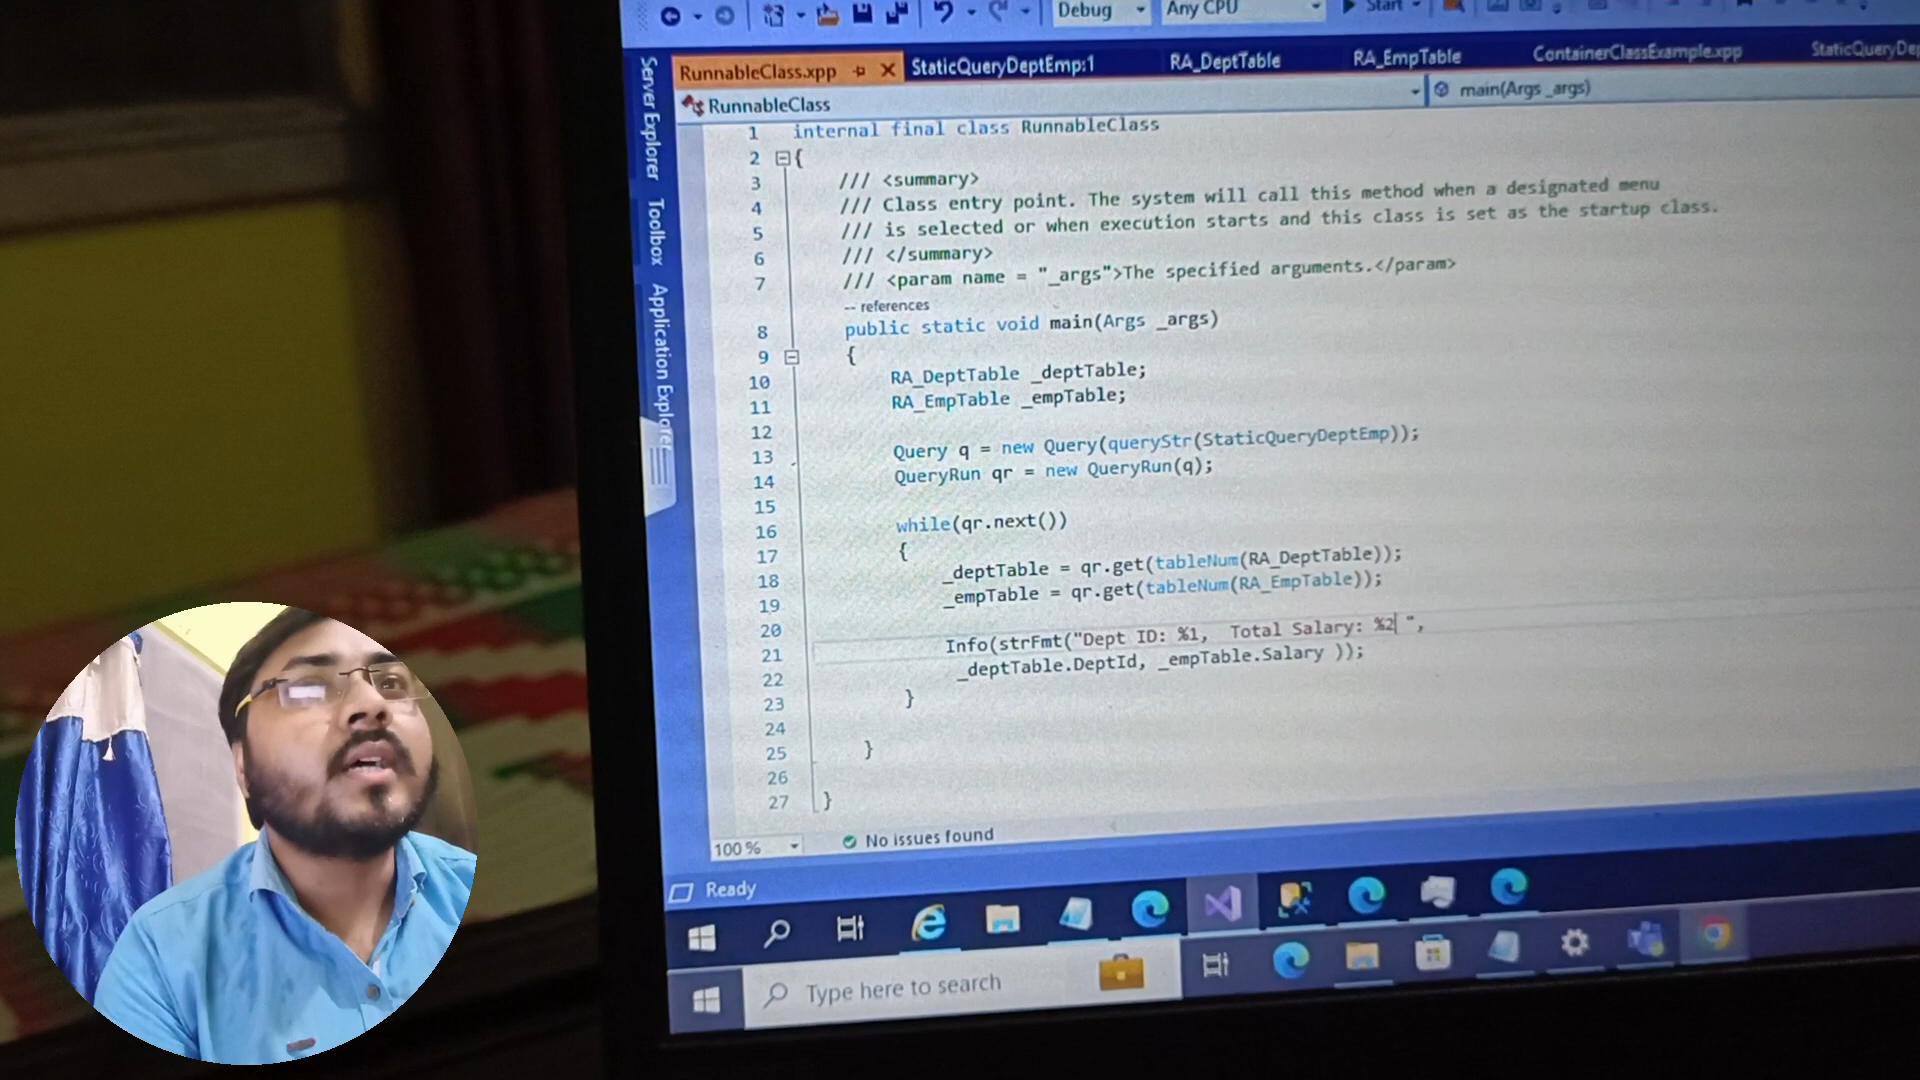 Debug
Any CPU
Start
Server Explorer
Toolbox
Application Explorer
RunnableClass.xpp
StaticQueryDeptEmp:1
RA_DeptTable
RA_EmpTable
ContainerClassExample.xpp
RunnableClass
main(Args _args)
1 internal final class RunnableClass
2 {
3 /// <summary>
4 /// Class entry point. The system will call this method when a designated menu
5 /// is selected or when execution starts and this class is set as the startup class.
6 /// </summary>
7 /// <param name = "_args">The specified arguments.</param>
-- references
8 public static void main(Args _args)
9 {
10 RA_DeptTable _deptTable;
11 RA_EmpTable _empTable;
12
13 Query q = new Query(queryStr(StaticQueryDeptEmp));
14 QueryRun qr = new QueryRun(q);
15
16 while(qr.next())
17 {
18 _deptTable = qr.get(tableNum(RA_DeptTable));
19 _empTable = qr.get(tableNum(RA_EmpTable));
20
21 Info(strFmt("Dept ID: %1,  Total Salary: %2 ",
22 _deptTable.DeptId, _empTable.Salary ));
23 }
24
25 }
26
27 }
100 %
No issues found
Ready
Type here to search